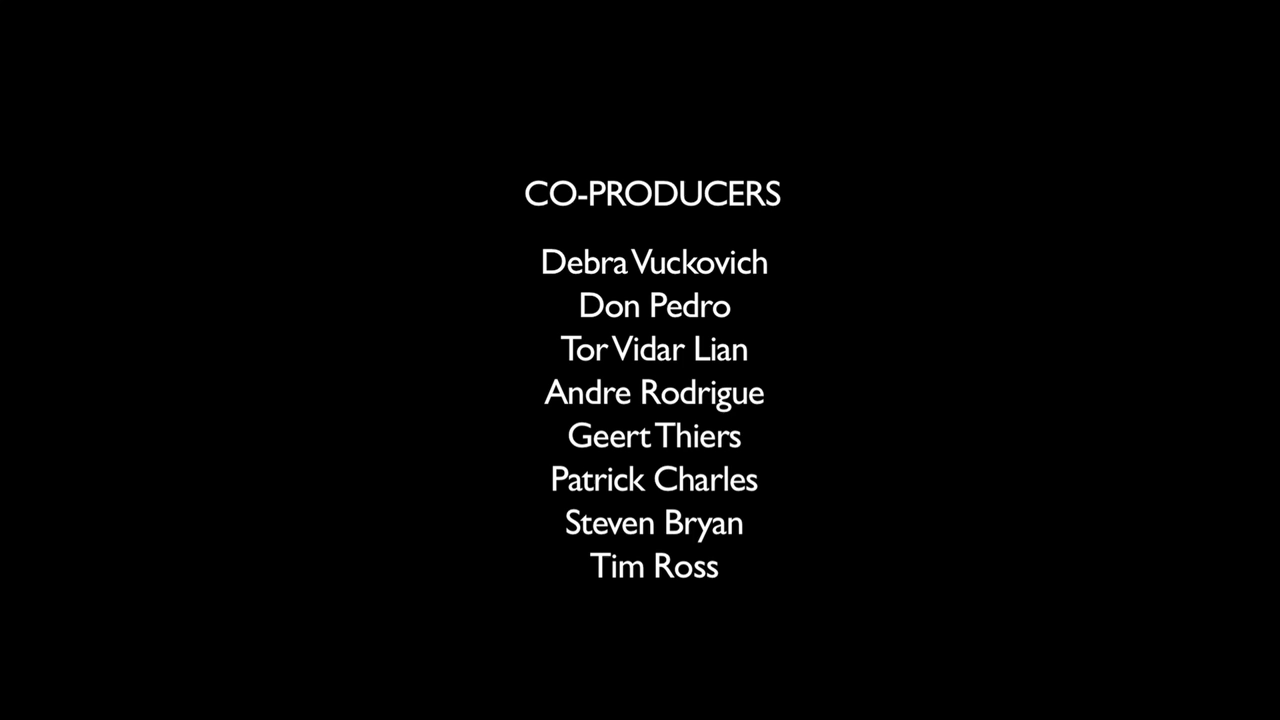 CO-PRODUCERS
Debra Vuckovich
Don Pedro
Tor Vidar Lian
Andre Rodrigue
Geert Thiers
Patrick Charles
Steven Bryan
Tim Ross